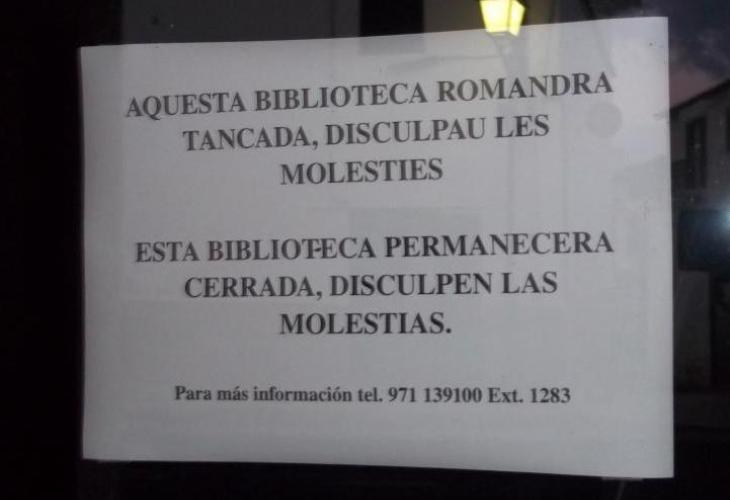 AQUESTA BIBLIOTECA ROMANDRA
TANCADA, DISCULPAU LES
MOLESTIES
ESTA BIBLIOTECA PERMANECERA
CERRADA, DISCULPEN LAS
MOLESTIAS.
Para más información tel. 971 139100 Ext. 1283